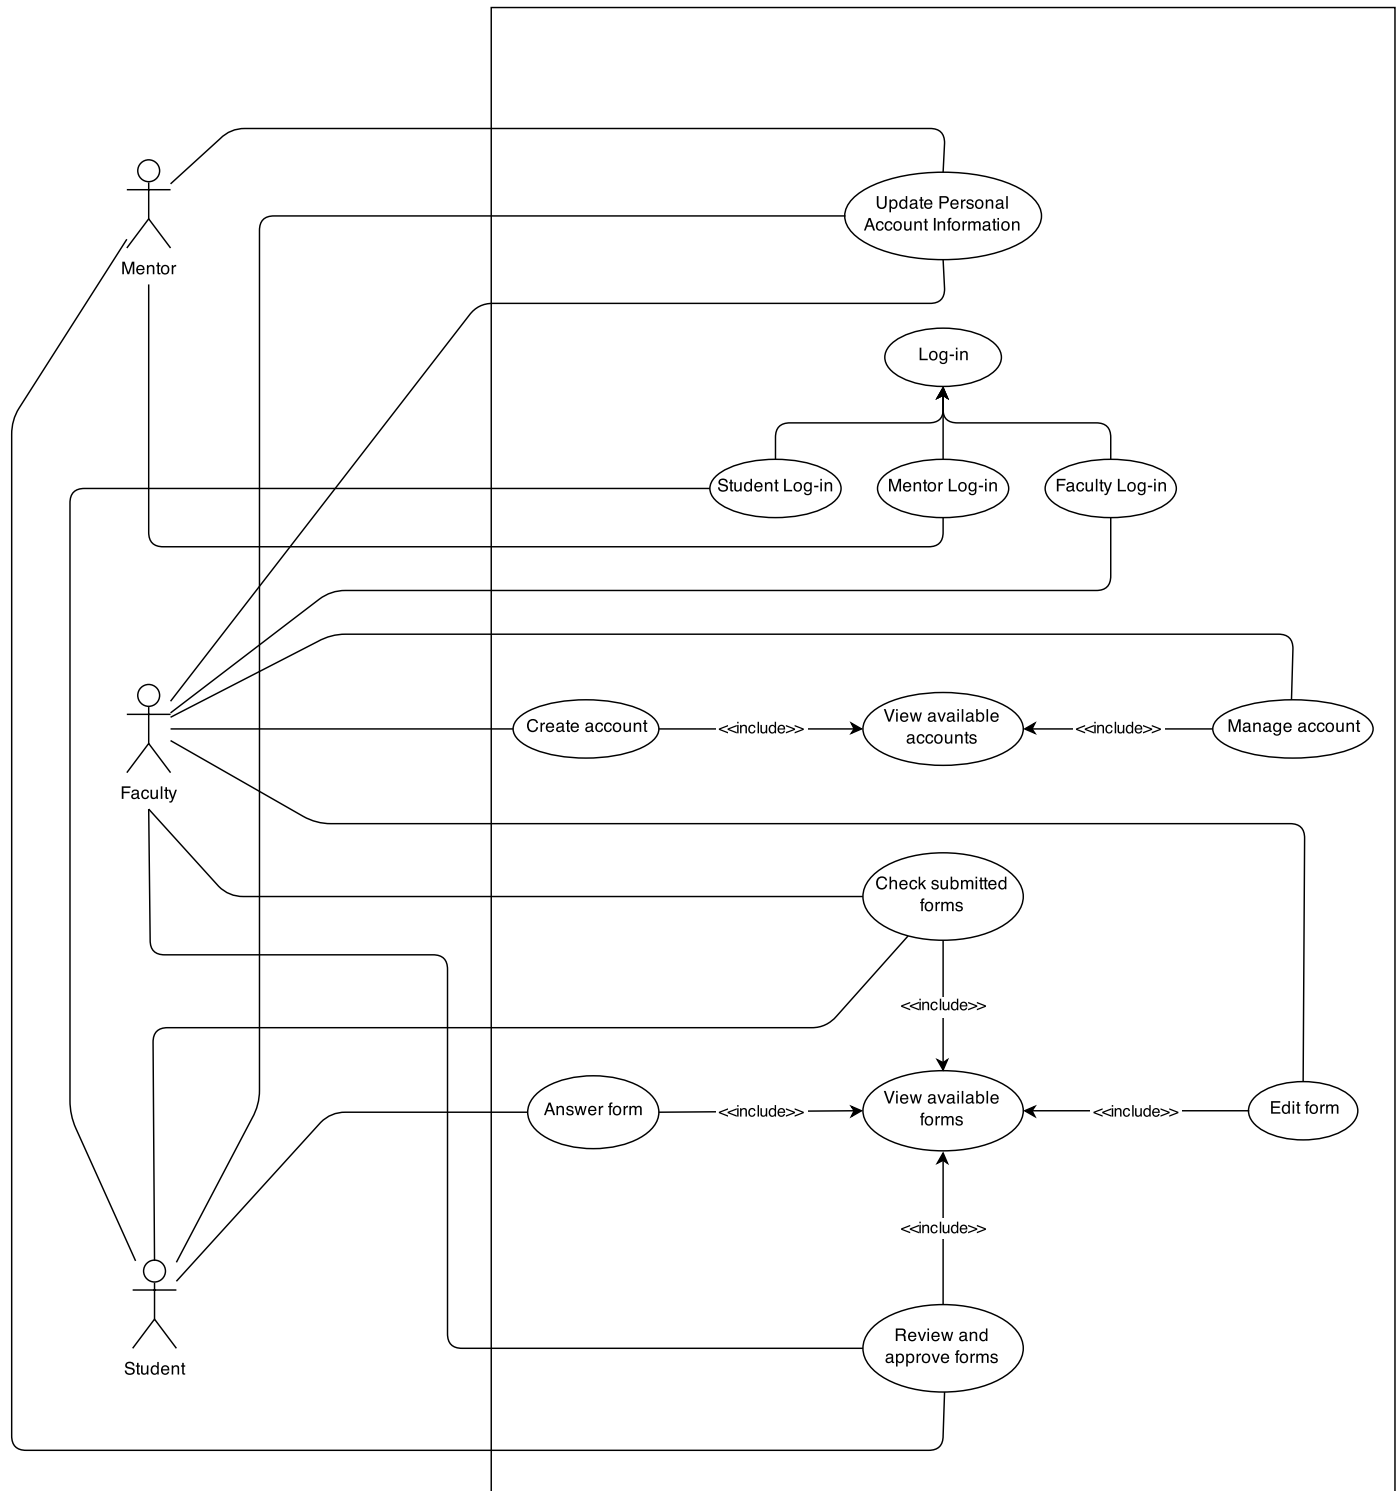 Update Personal
Account Information
Mentor
Log-in
Student Log-in
Mentor Log-in
Faculty Log-in
Create account
<<include>>
View available
accounts
<<include>>
Manage account
Faculty
Check submitted
forms
<<include>>
Answer form
<<include>>
View available
forms
<<include>>
Edit form
<<include>>
Review and
approve forms
Student